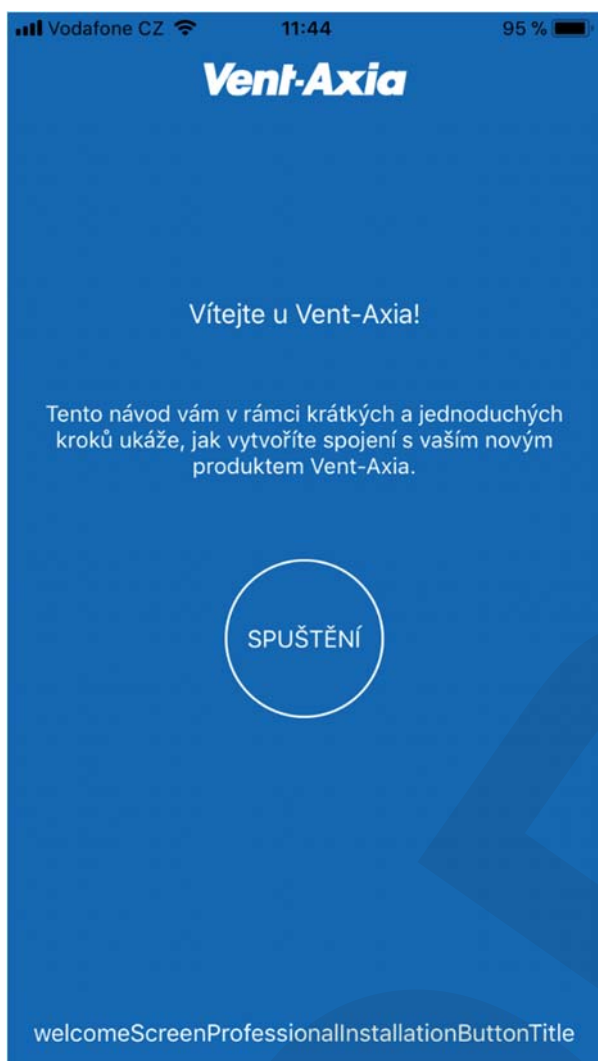 Vodafone CZ 11:44 95 %
Vent-Axia
Vítejte u Vent-Axia!
Tento návod vám v rámci krátkých a jednoduchých
kroků ukáže, jak vytvoříte spojení s vaším novým
produktem Vent-Axia.
SPUŠTĚNÍ
welcomeScreenProfessionalInstallationButtonTitle